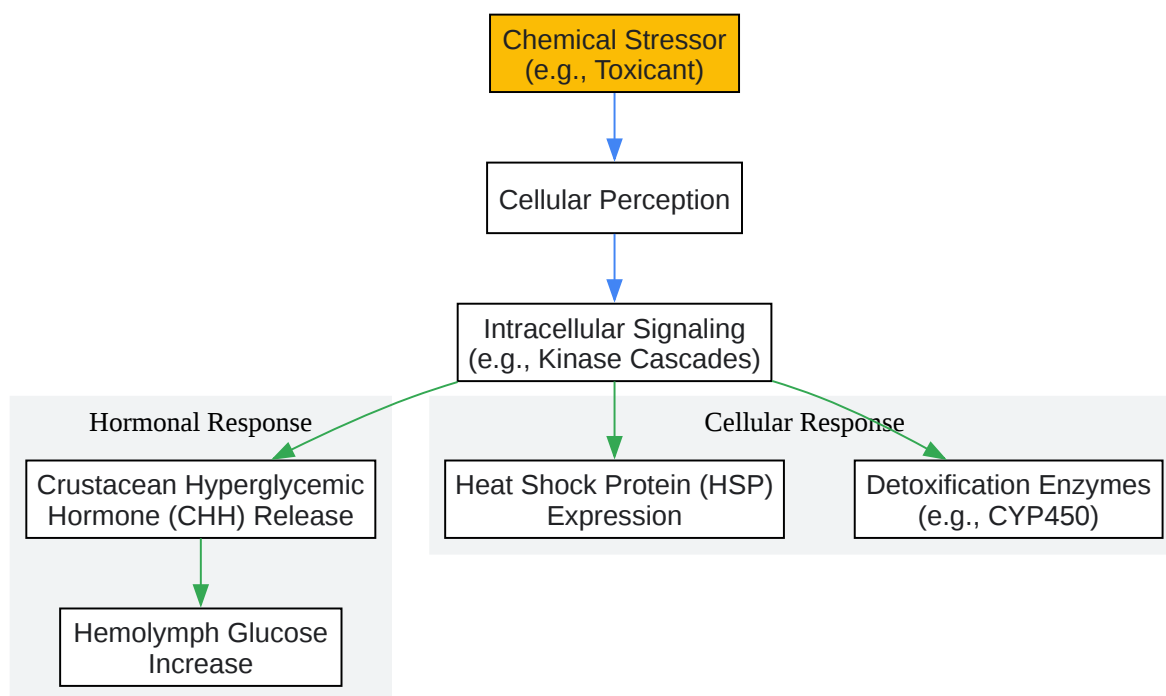 Chemical Stressor
(e.g., Toxicant)
Cellular Perception
Intracellular Signaling
(e.g., Kinase Cascades)
Hormonal Response
Cellular Response
Crustacean Hyperglycemic
Hormone (CHH) Release
Heat Shock Protein (HSP)
Expression
Detoxification Enzymes
(e.g., CYP450)
Hemolymph Glucose
Increase